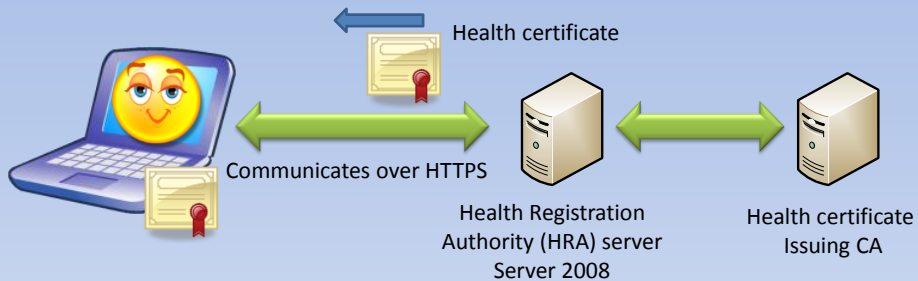 Health certificate
Communicates over HTTPS
Health Registration
Authority (HRA) server
Server 2008
Health certificate
Issuing CA